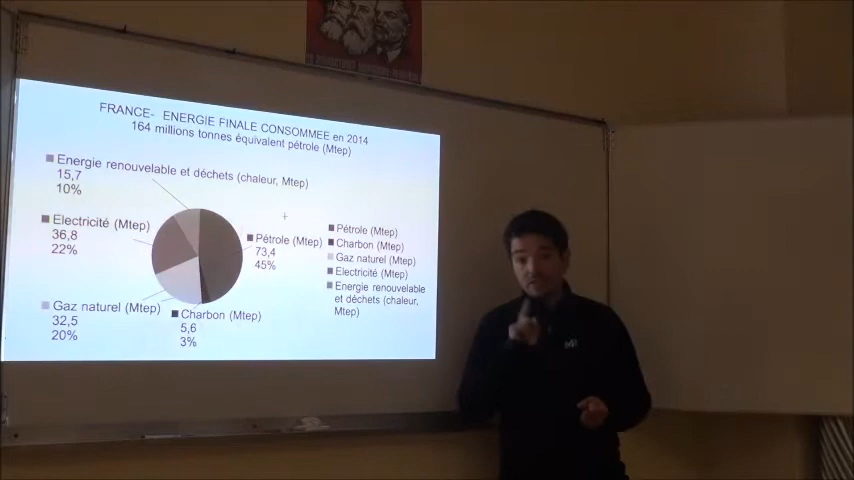 FRANCE- ENERGIE FINALE CONSOMMEE en 2014
164 millions tonnes équivalent pétrole (Mtep)
Energie renouvelable et déchets (chaleur, Mtep)
15,7
10%
Electricité (Mtep)
36,8
22%
Pétrole (Mtep)
73,4
45%
Gaz naturel (Mtep)
32,5
20%
Charbon (Mtep)
5,6
3%
Pétrole (Mtep)
Charbon (Mtep)
Gaz naturel (Mtep)
Electricité (Mtep)
Energie renouvelable
et déchets (chaleur,
Mtep)